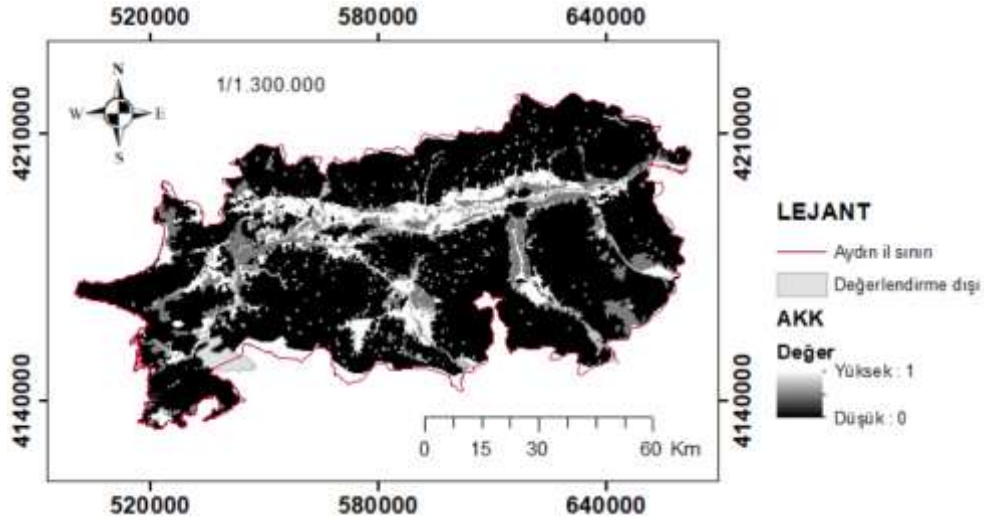 520000 580000 640000
N
W E
S
1/1.300.000
4210000 4210000
4140000 4140000
LEJANT
Aydın il sınırı
Değerlendirme dışı
AKK
Değer
Yüksek : 1
Düşük : 0
0 15 30 60 Km
520000 580000 640000